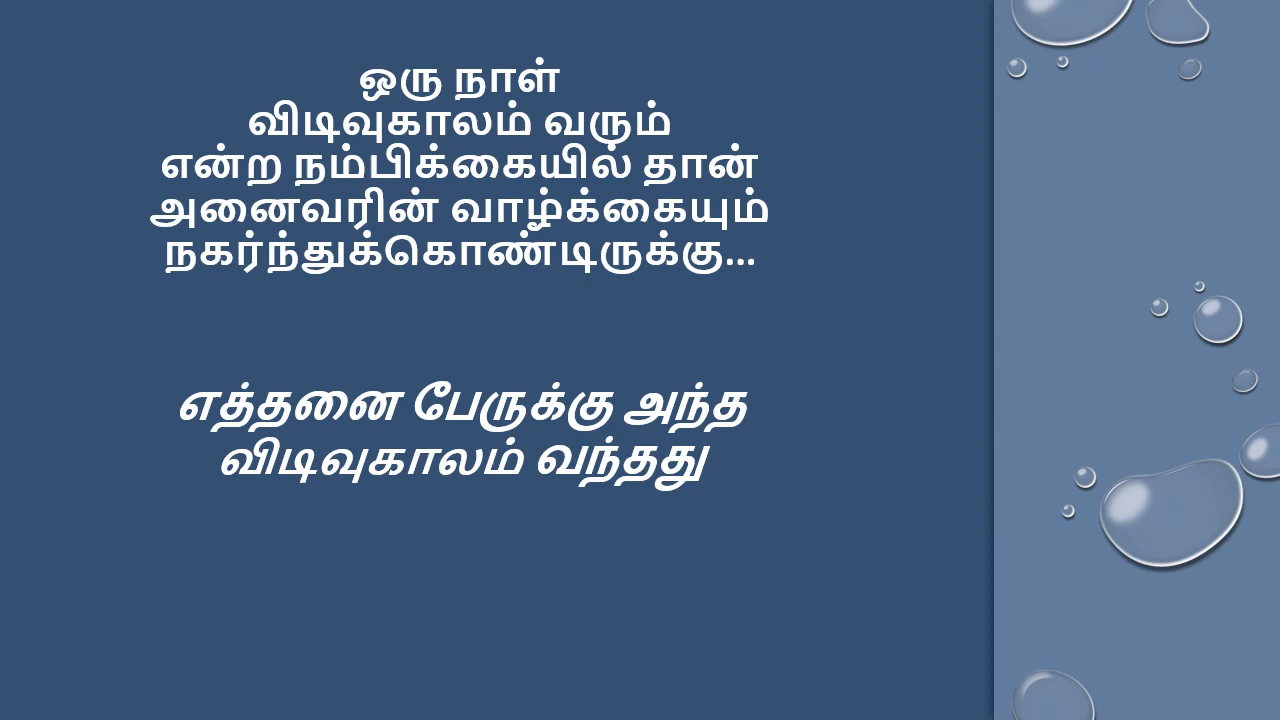 ஒரு நாள்
விடிவுகாலம் வரும்
என்ற நம்பிக்கையில் தான்
அனைவரின் வாழ்க்கையும்
நகர்ந்துக்கொண்டிருக்கு...
எத்தனை பேருக்கு அந்த
விடிவுகாலம் வந்தது